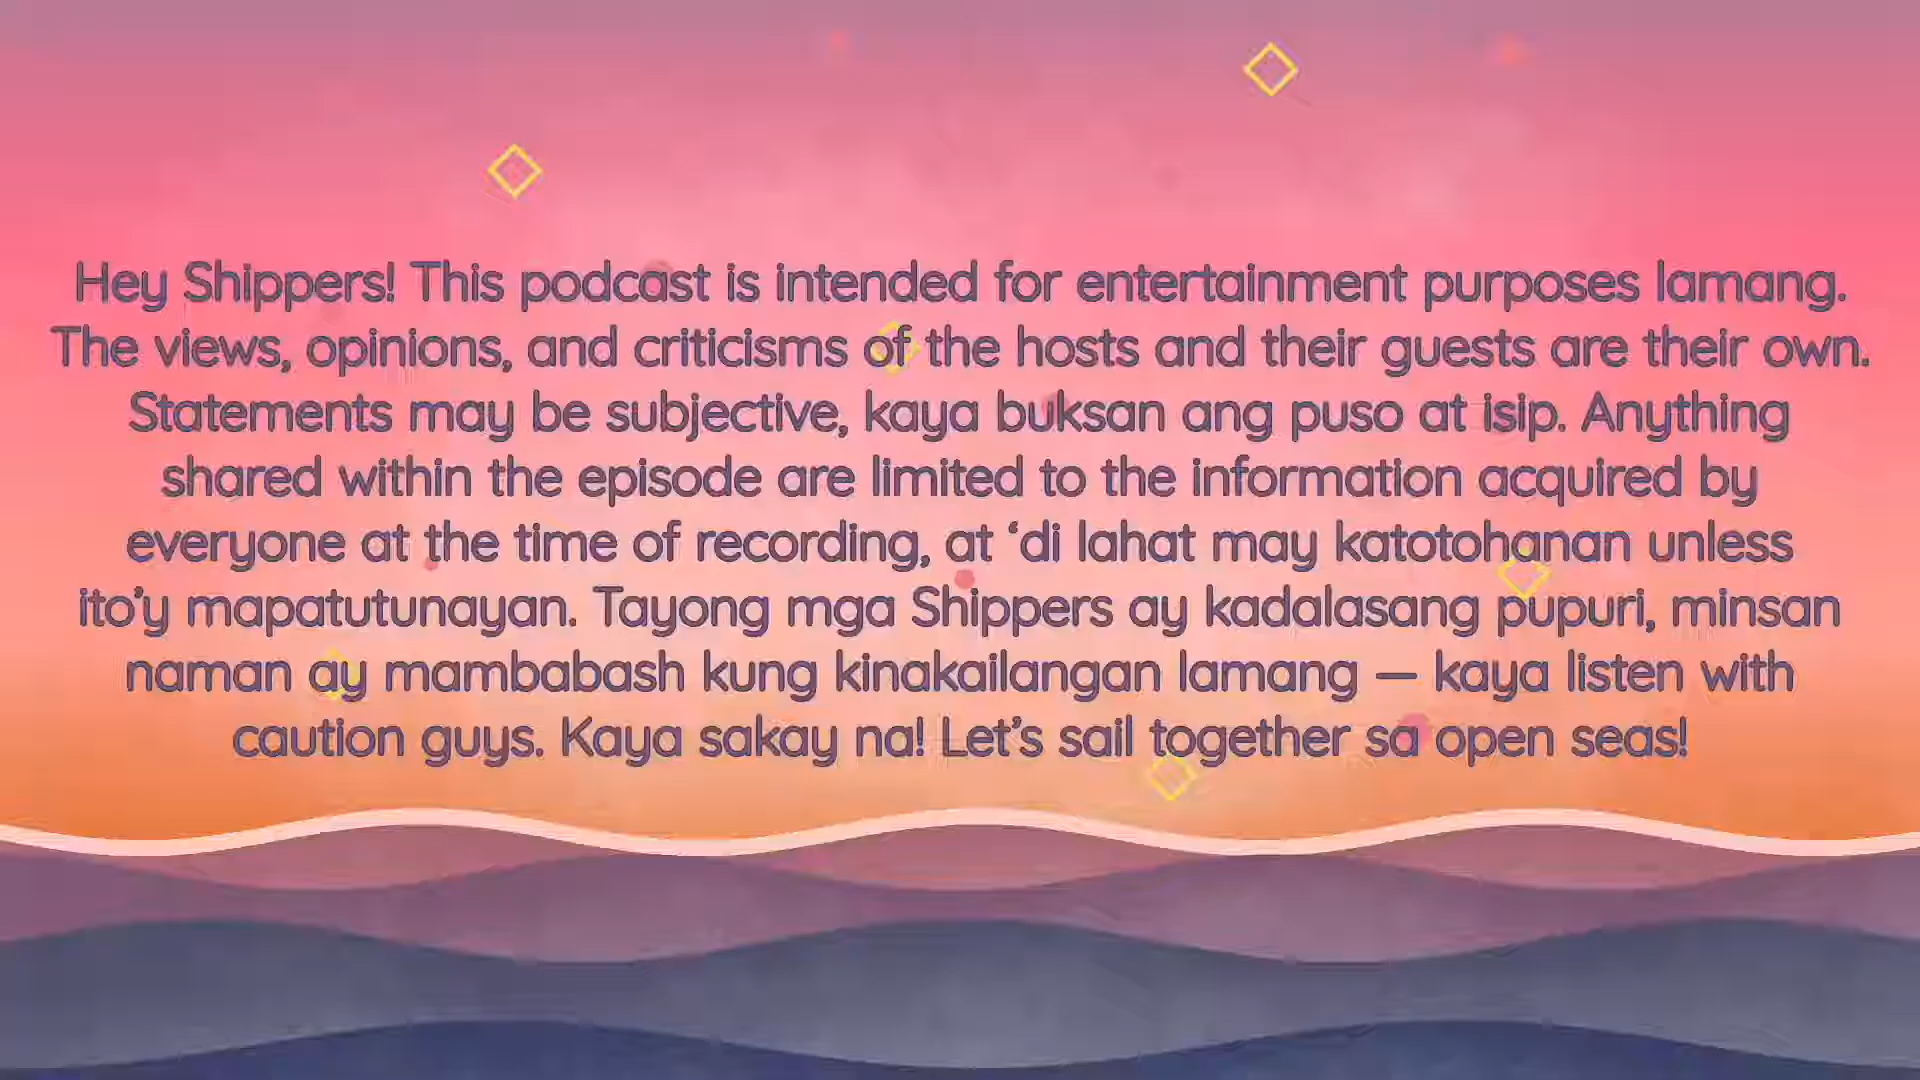 Hey Shippers! This podcast is intended for entertainment purposes lamang.
The views, opinions, and criticisms of the hosts and their guests are their own.
Statements may be subjective, kaya buksan ang puso at isip. Anything
shared within the episode are limited to the information acquired by
everyone at the time of recording, at ‘di lahat may katotohanan unless
ito’y mapatutunayan. Tayong mga Shippers ay kadalasang pupuri, minsan
naman ay mambabash kung kinakailangan lamang — kaya listen with
caution guys. Kaya sakay na! Let’s sail together sa open seas!